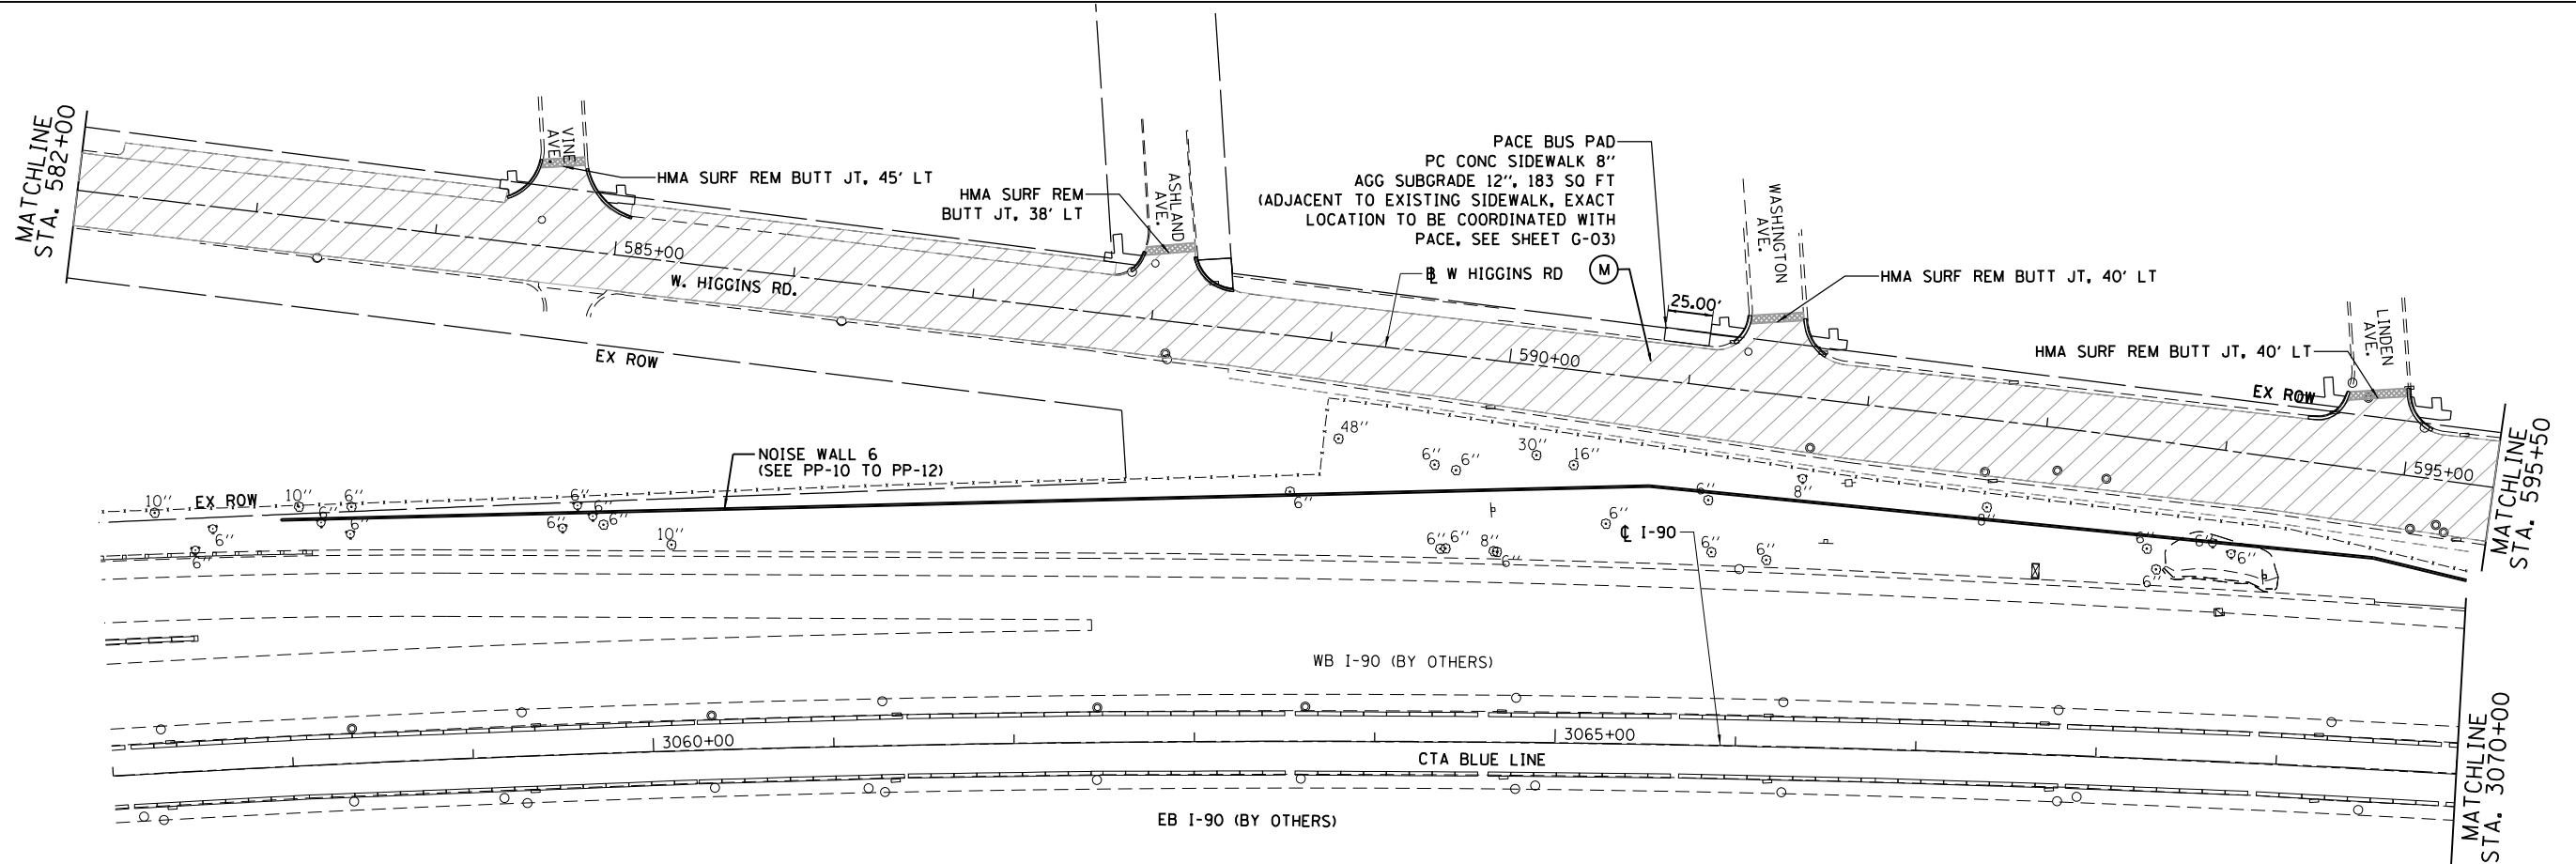 MATCHLINE
STA. 582+00
VINE
AVE.
HMA SURF REM BUTT JT, 45' LT
HMA SURF REM
BUTT JT, 38' LT
ASHLAND
AVE.
PACE BUS PAD
PC CONC SIDEWALK 8"
AGG SUBGRADE 12", 183 SQ FT
(ADJACENT TO EXISTING SIDEWALK, EXACT
LOCATION TO BE COORDINATED WITH
PACE, SEE SHEET G-03)
WASHINGTON
AVE.
HMA SURF REM BUTT JT, 40' LT
LINDEN
AVE.
HMA SURF REM BUTT JT, 40' LT
585+00
W. HIGGINS RD.
℄ W HIGGINS RD
M
25.00'
590+00
EX ROW
595+00
MATCHLINE
STA. 595+50
EX ROW
NOISE WALL 6
(SEE PP-10 TO PP-12)
48"
6"
6"
30"
16"
10"
EX ROW
10"
6"
6"
6"
6"
6"
6"
6"
6"
6"
10"
6"
6"
6"
8"
8"
6"
6"
8"
6"
℄ I-90
6"
6"
6"
6"
6"
6"
WB I-90 (BY OTHERS)
3060+00
3065+00
CTA BLUE LINE
EB I-90 (BY OTHERS)
MATCHLINE
STA. 3070+00